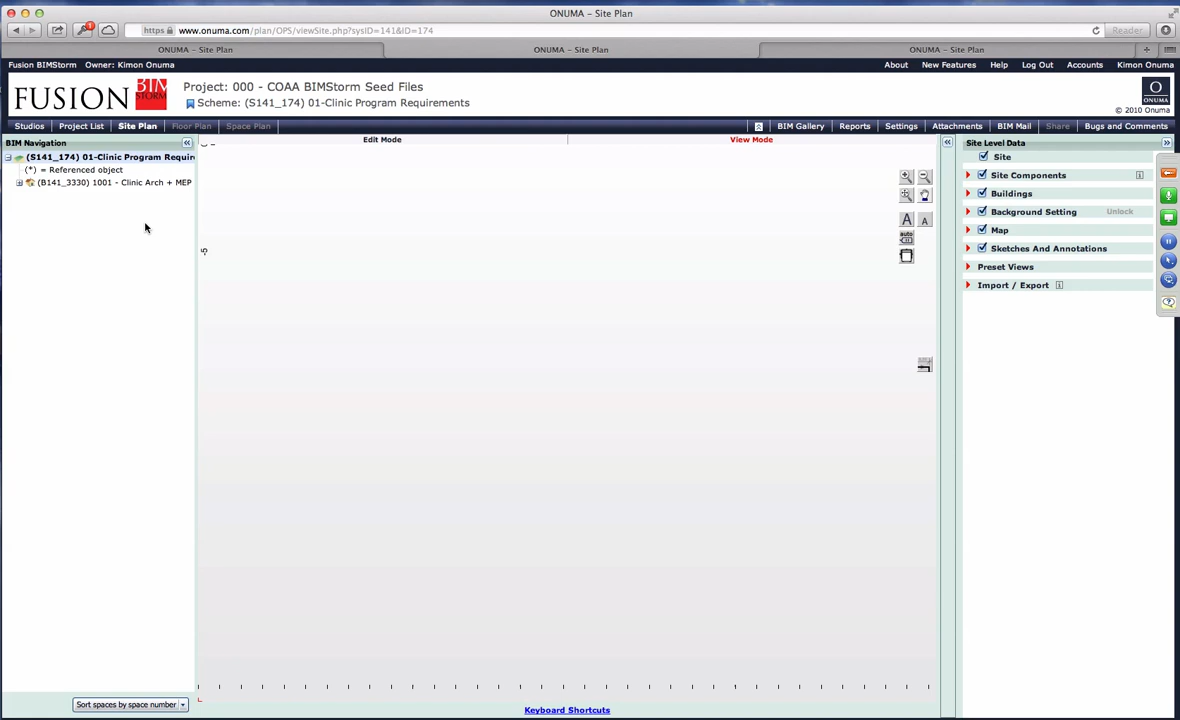 ONUMA – Site Plan
1
https
www.onuma.com/plan/OPS/viewSite.php?sysID=141&ID=174
Reader
ONUMA – Site Plan
ONUMA – Site Plan
ONUMA – Site Plan
Fusion BIMStorm Owner: Kimon Onuma
About New Features Help Log Out Accounts Kimon Onuma
FUSION BIM STORM
Project: 000 - COAA BIMStorm Seed Files
Scheme: (S141_174) 01-Clinic Program Requirements
ONUMA
© 2010 Onuma
Studios Project List Site Plan Floor Plan Space Plan
BIM Gallery Reports Settings Attachments BIM Mail Share Bugs and Comments
BIM Navigation
Edit Mode
View Mode
Site Level Data
(S141_174) 01-Clinic Program Requirem
(*) = Referenced object
(B141_3330) 1001 - Clinic Arch + MEP
Site
Site Components
Buildings
Background Setting Unlock
Map
Sketches And Annotations
Preset Views
Import / Export
A A
auto
Sort spaces by space number
Keyboard Shortcuts